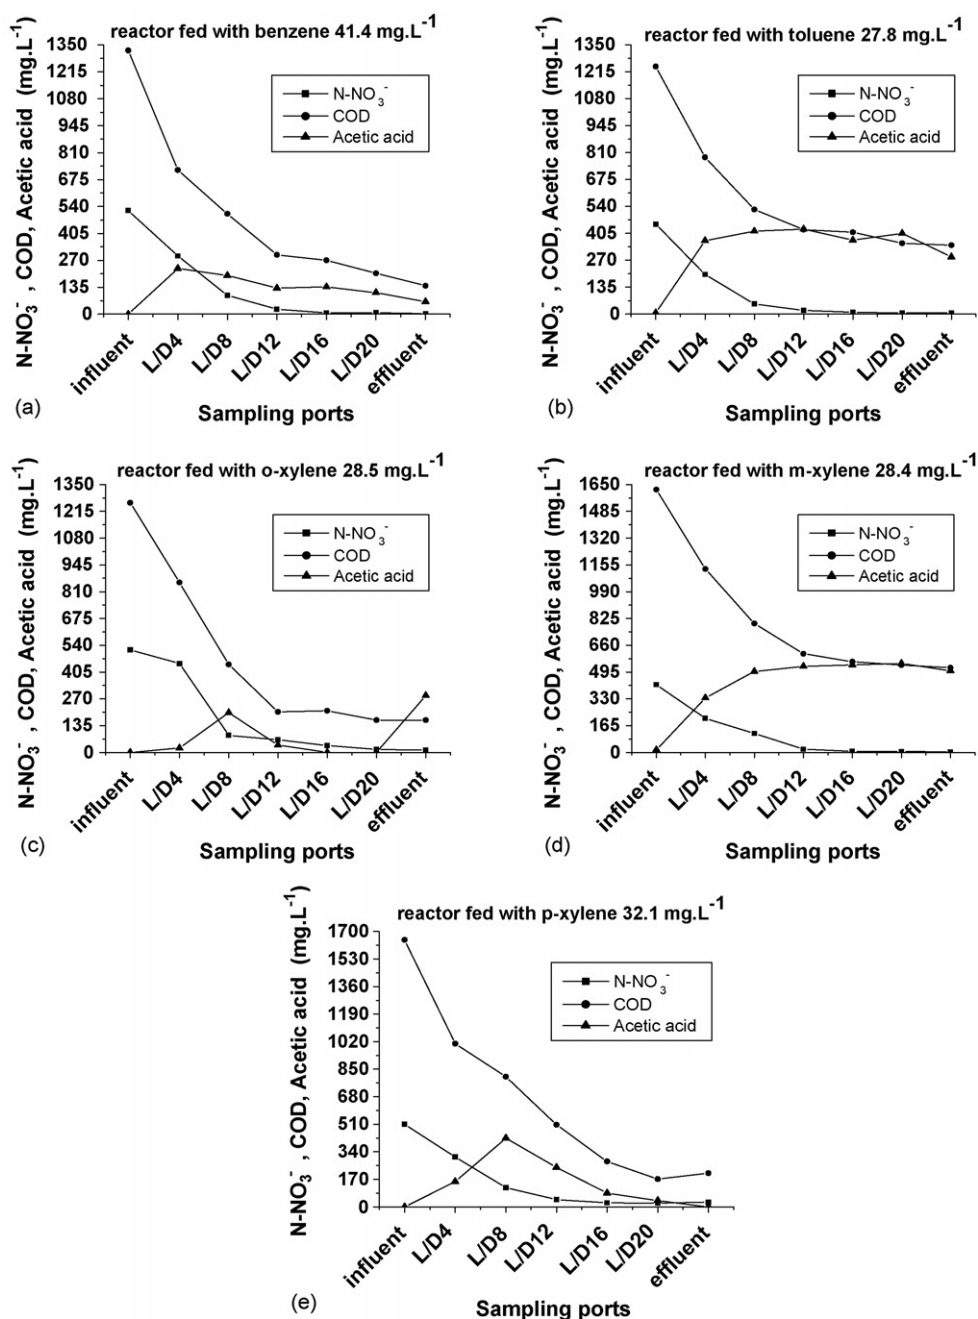 reactor fed with benzene 41.4 mg.L⁻¹
N-NO₃⁻ , COD, Acetic acid (mg.L⁻¹)
1350
1215
1080
945
810
675
540
405
270
135
0
N-NO₃⁻
COD
Acetic acid
influent
L/D4
L/D8
L/D12
L/D16
L/D20
effluent
(a)
Sampling ports
reactor fed with toluene 27.8 mg.L⁻¹
N-NO₃⁻ , COD, Acetic acid (mg.L⁻¹)
1350
1215
1080
945
810
675
540
405
270
135
0
N-NO₃⁻
COD
Acetic acid
influent
L/D4
L/D8
L/D12
L/D16
L/D20
effluent
(b)
Sampling ports
reactor fed with o-xylene 28.5 mg.L⁻¹
N-NO₃⁻ , COD, Acetic acid (mg.L⁻¹)
1350
1215
1080
945
810
675
540
405
270
135
0
N-NO₃⁻
COD
Acetic acid
influent
L/D4
L/D8
L/D12
L/D16
L/D20
effluent
(c)
Sampling ports
reactor fed with m-xylene 28.4 mg.L⁻¹
N-NO₃⁻ , COD, Acetic acid (mg.L⁻¹)
1650
1485
1320
1155
990
825
660
495
330
165
0
N-NO₃⁻
COD
Acetic acid
influent
L/D4
L/D8
L/D12
L/D16
L/D20
effluent
(d)
Sampling ports
reactor fed with p-xylene 32.1 mg.L⁻¹
N-NO₃⁻ , COD, Acetic acid (mg.L⁻¹)
1700
1530
1360
1190
1020
850
680
510
340
170
0
N-NO₃⁻
COD
Acetic acid
influent
L/D4
L/D8
L/D12
L/D16
L/D20
effluent
(e)
Sampling ports